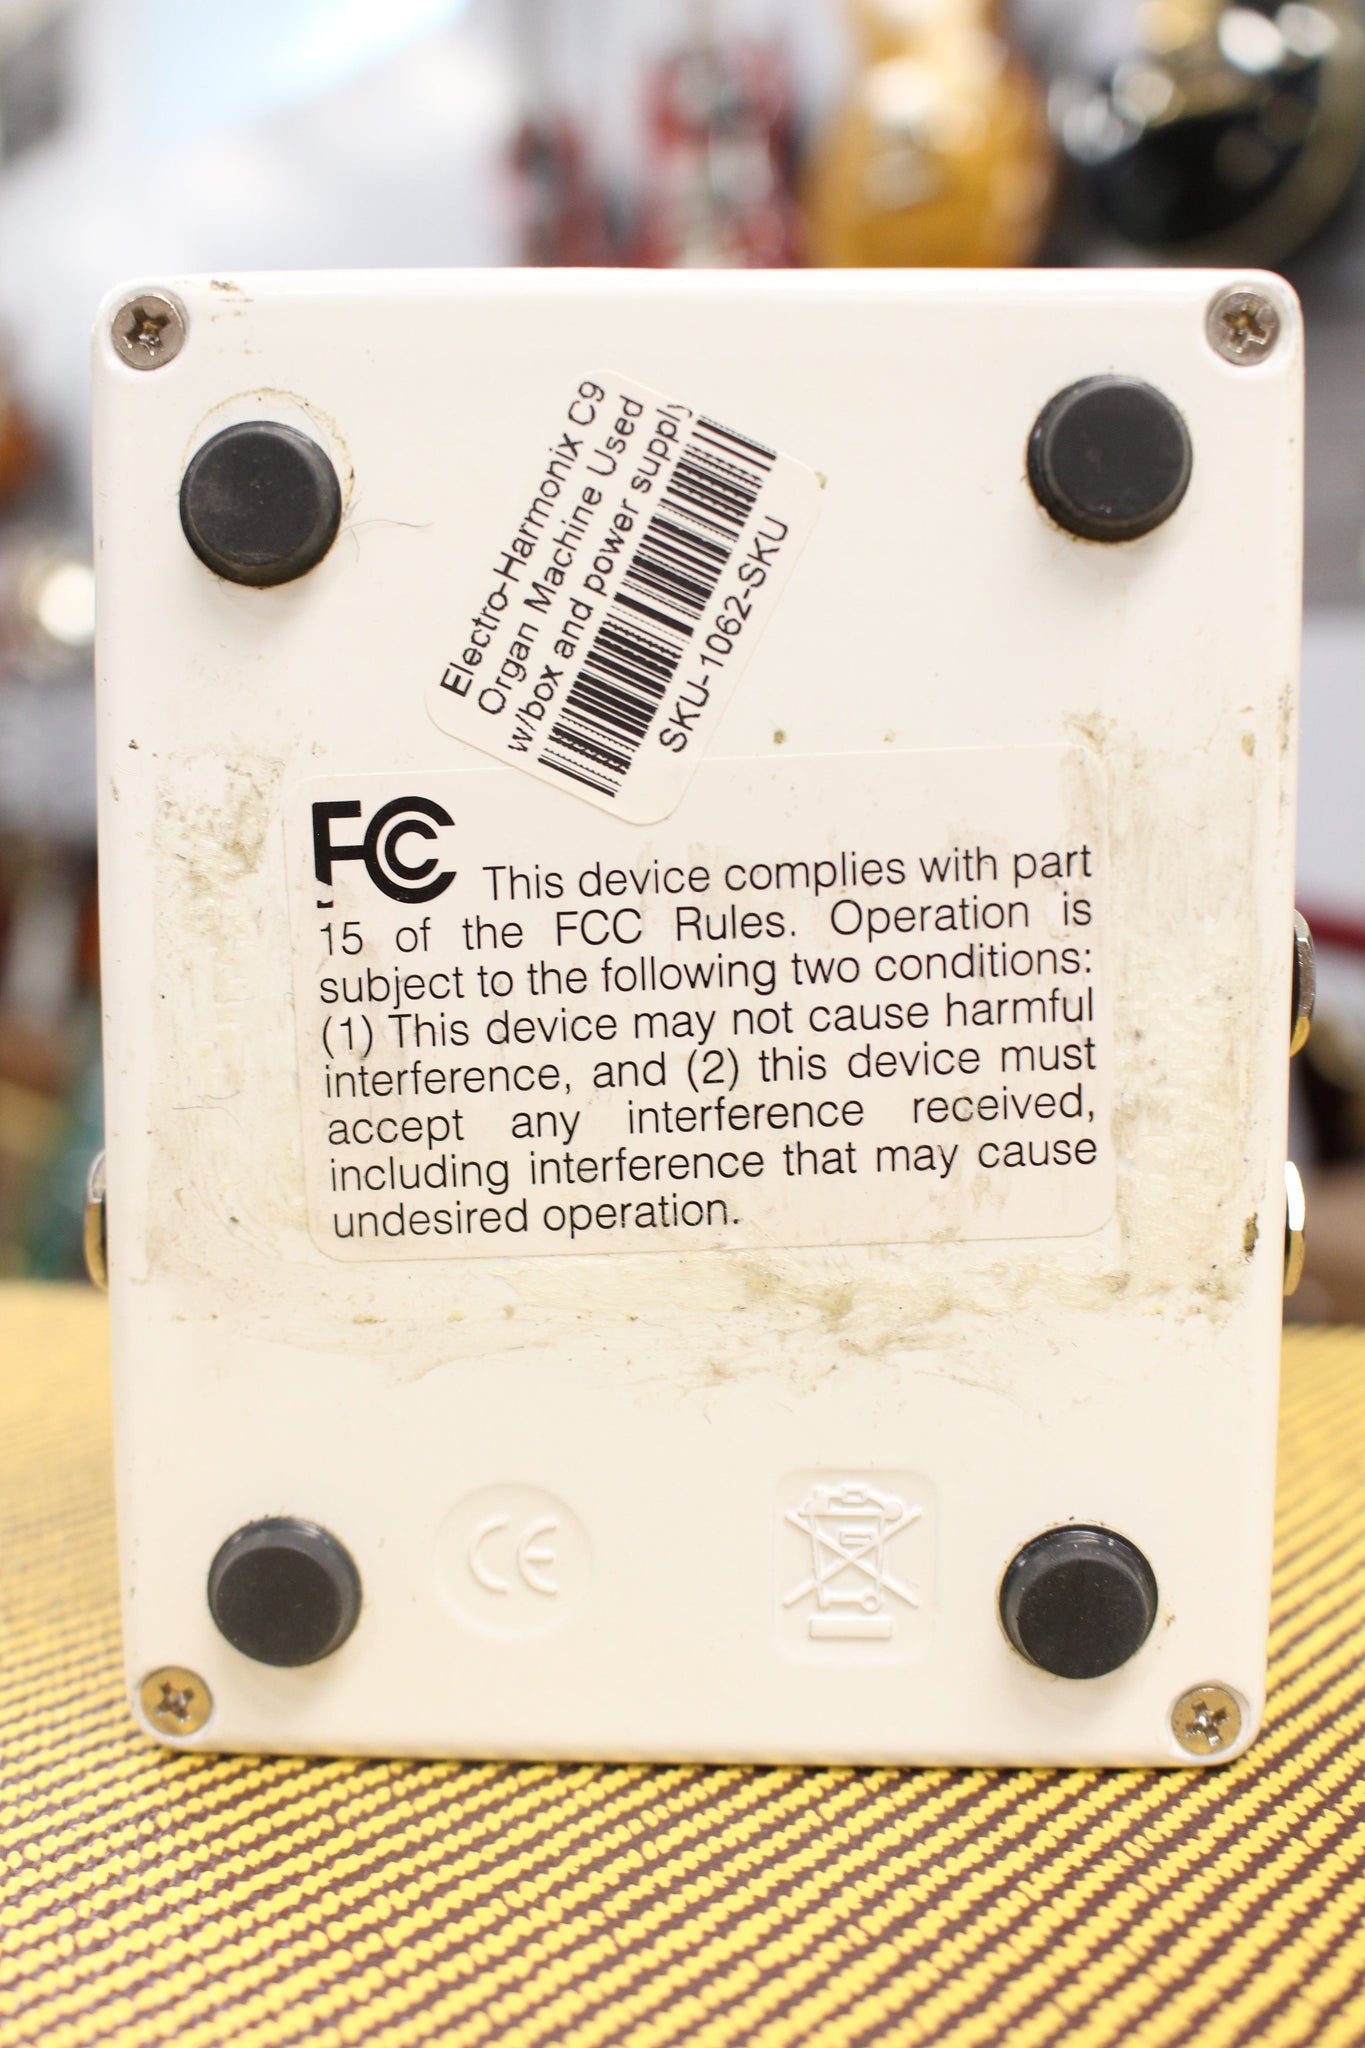 Electro-Harmonix C9
Organ Machine Used
w/box and power supply
SKU-1062-SKU
FC This device complies with part
15 of the FCC Rules. Operation is
subject to the following two conditions:
(1) This device may not cause harmful
interference, and (2) this device must
accept any interference received,
including interference that may cause
undesired operation.
CE